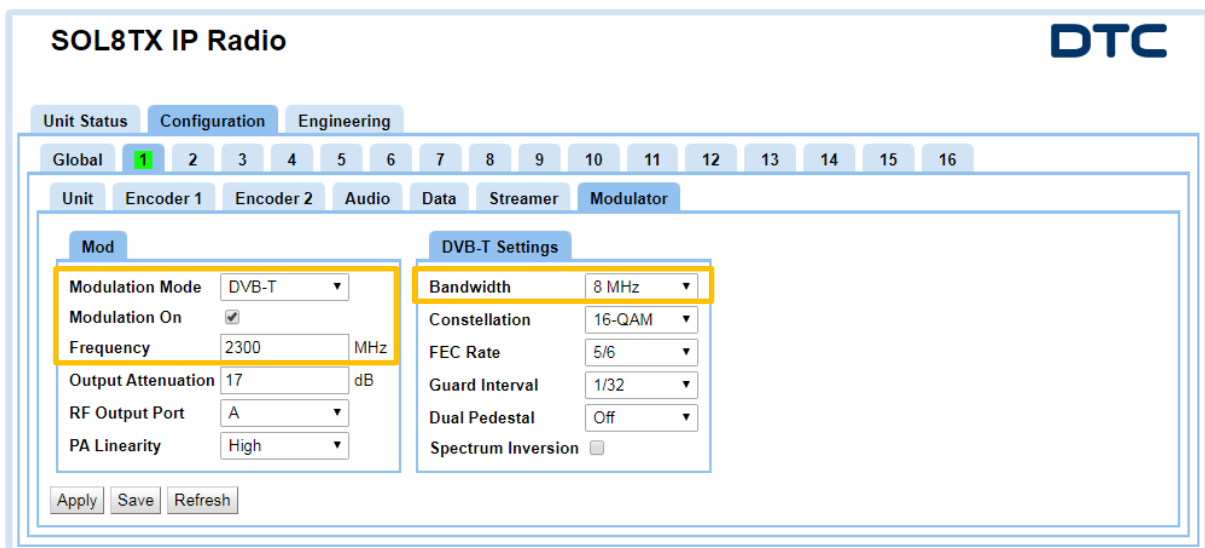 SOL8TX IP Radio
DTC
Unit Status Configuration Engineering
Global 1 2 3 4 5 6 7 8 9 10 11 12 13 14 15 16
Unit Encoder 1 Encoder 2 Audio Data Streamer Modulator
Mod
Modulation Mode DVB-T
Modulation On
Frequency 2300 MHz
Output Attenuation 17 dB
RF Output Port A
PA Linearity High
DVB-T Settings
Bandwidth 8 MHz
Constellation 16-QAM
FEC Rate 5/6
Guard Interval 1/32
Dual Pedestal Off
Spectrum Inversion
Apply Save Refresh